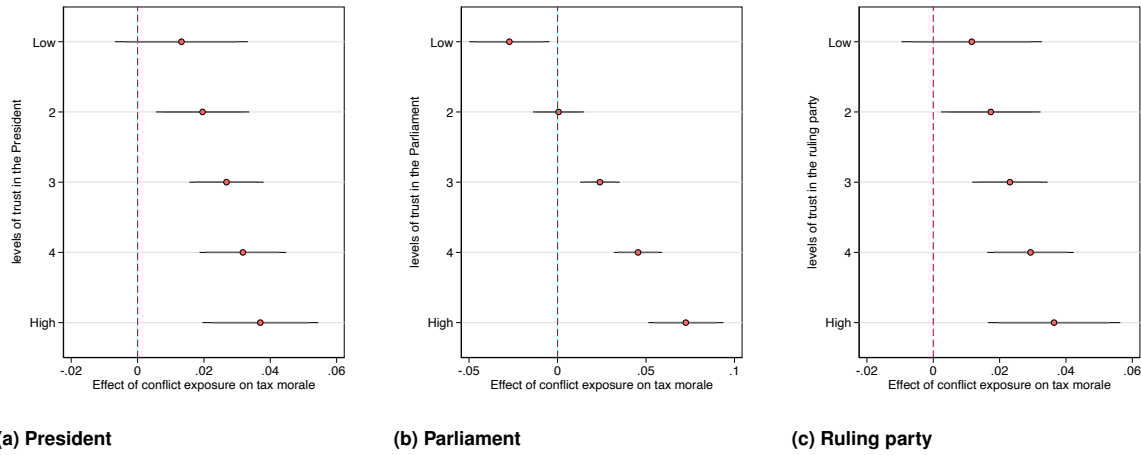 levels of trust in the President
Low
2
3
4
High
-.02
0
.02
.04
.06
Effect of conflict exposure on tax morale
(a) President
levels of trust in the Parliament
Low
2
3
4
High
-.05
0
.05
.1
Effect of conflict exposure on tax morale
(b) Parliament
levels of trust in the ruling party
Low
2
3
4
High
-.02
0
.02
.04
.06
Effect of conflict exposure on tax morale
(c) Ruling party